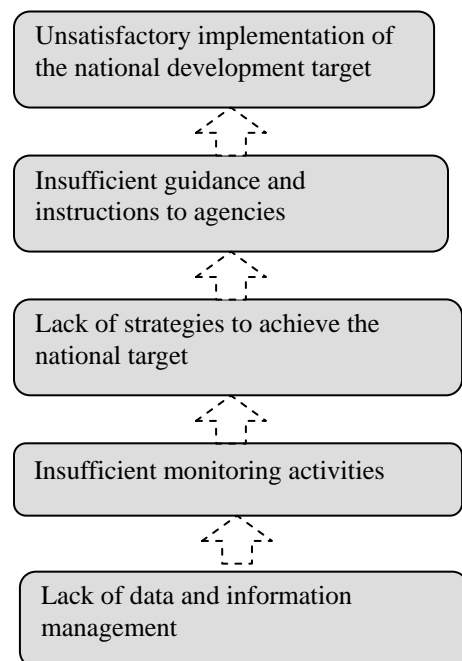 Unsatisfactory implementation of
the national development target
Insufficient guidance and
instructions to agencies
Lack of strategies to achieve the
national target
Insufficient monitoring activities
Lack of data and information
management